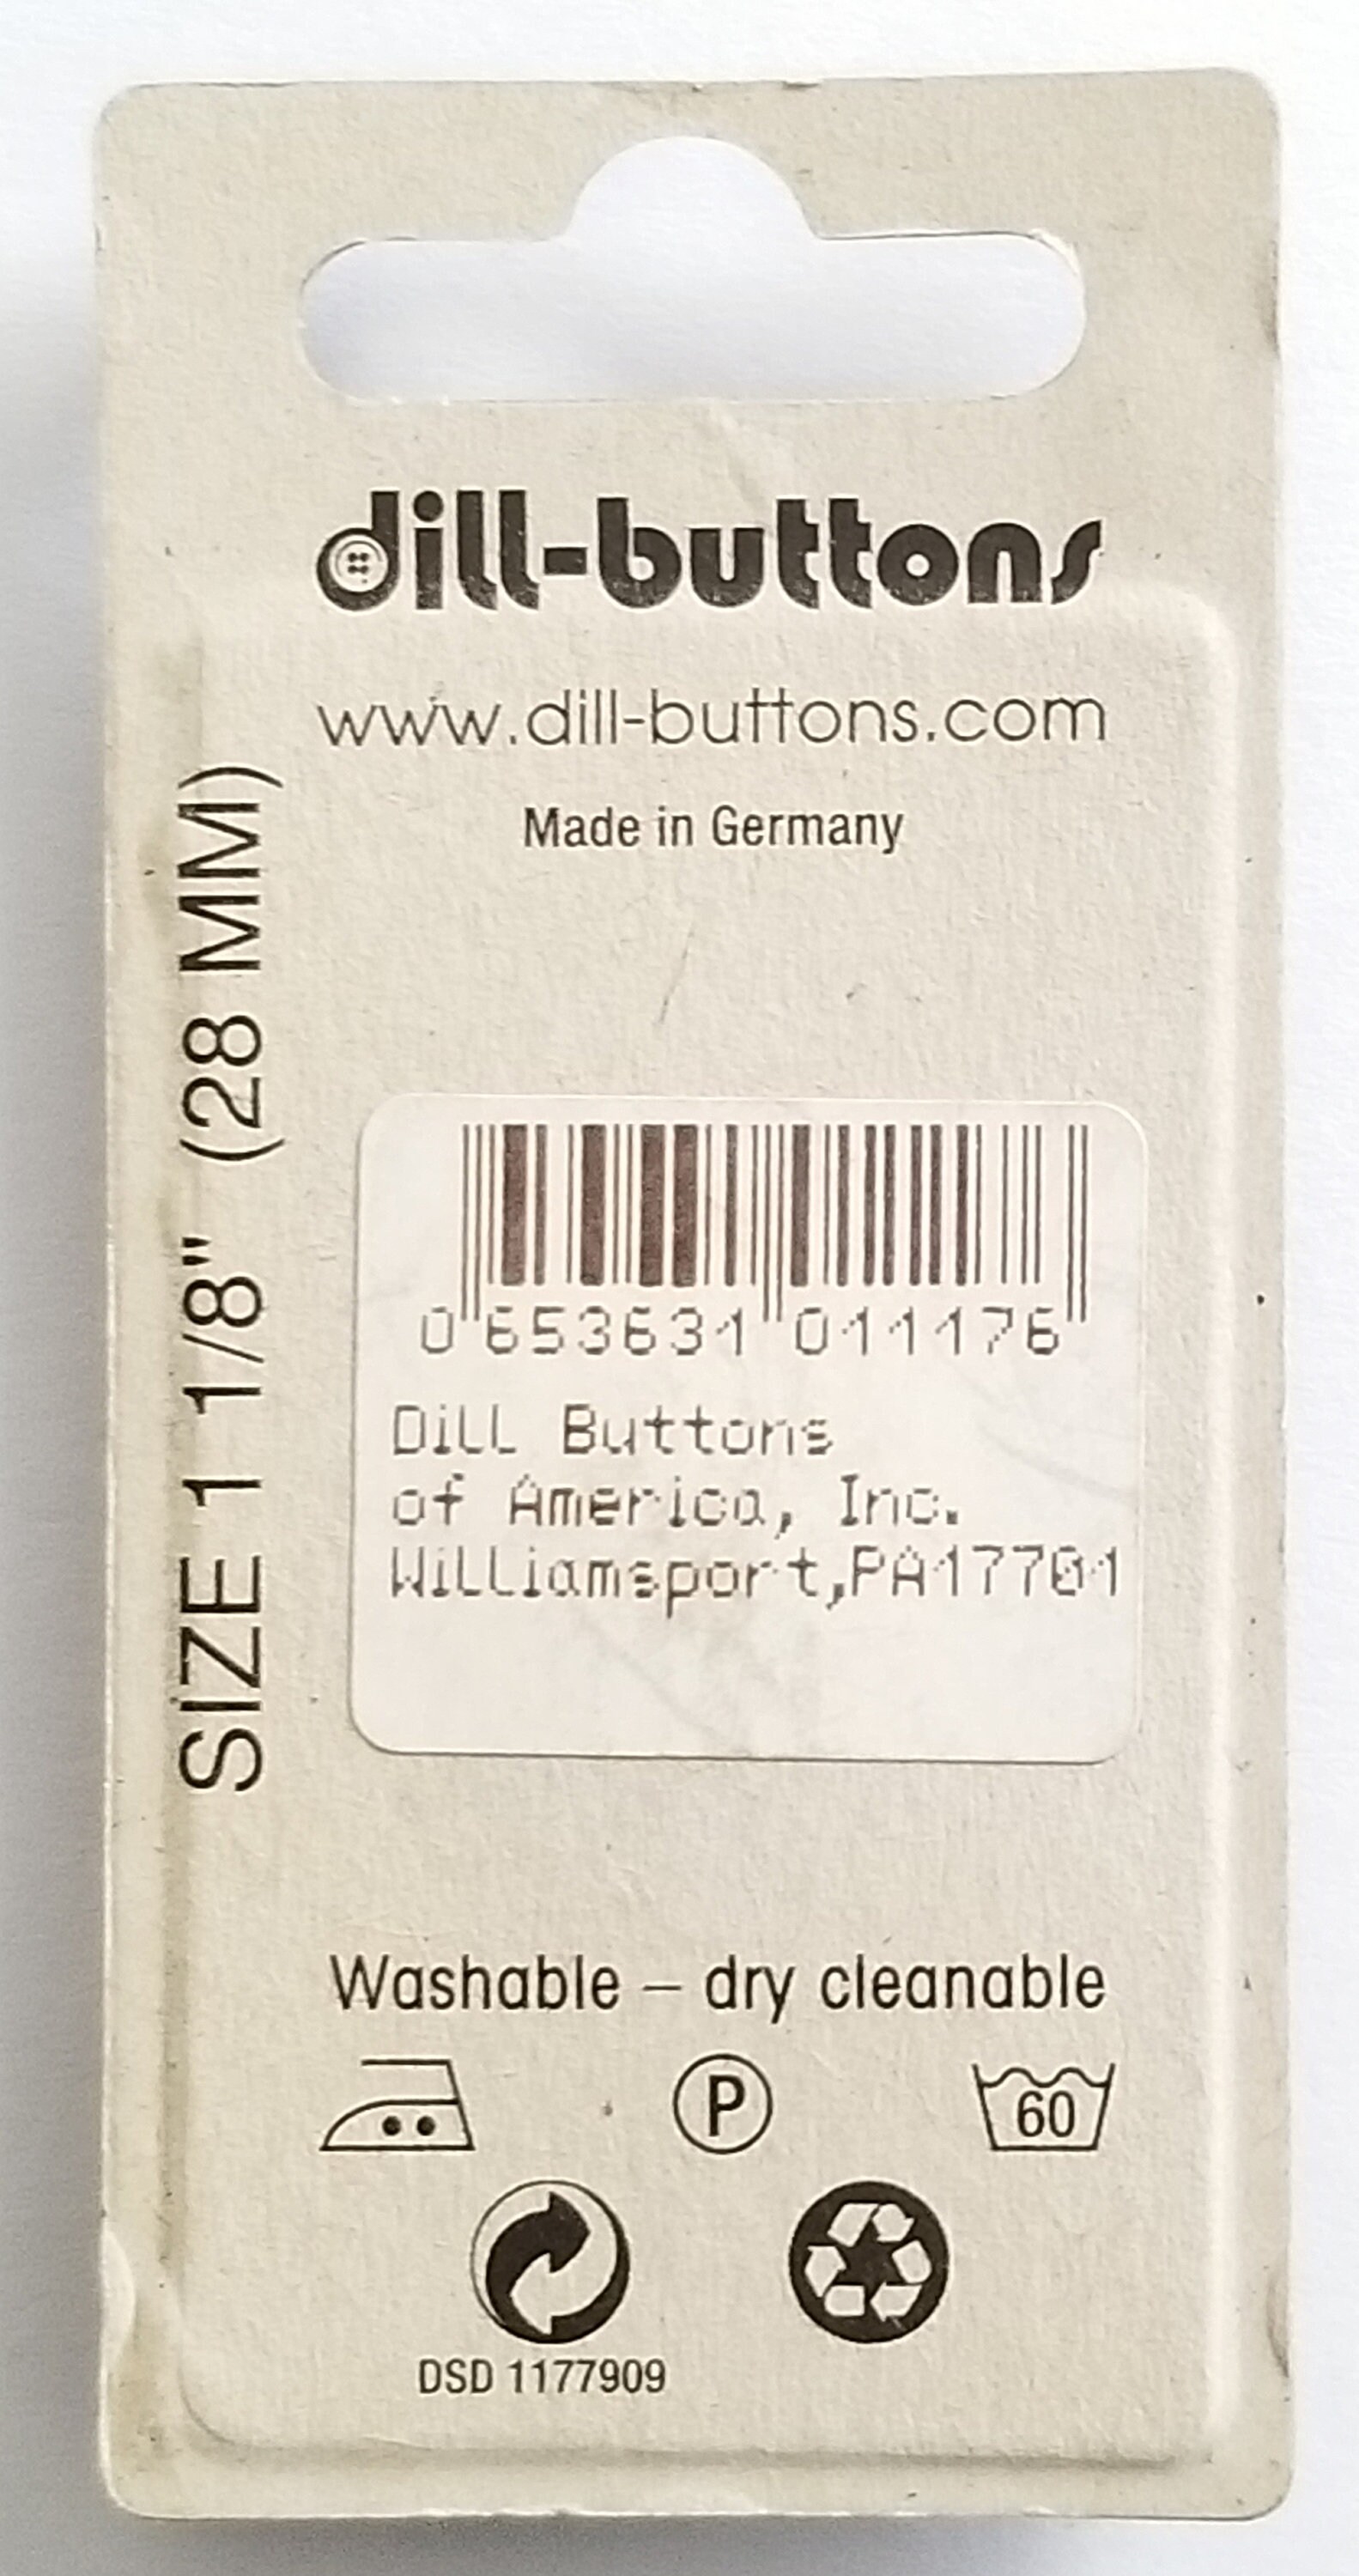 dill-buttons
www.dill-buttons.com
Made in Germany
SIZE 1 1/8" (28 MM)
0 653631 011176
Dill Buttons
of America, Inc.
Williamsport,PA17701
Washable – dry cleanable
P
60
DSD 1177909